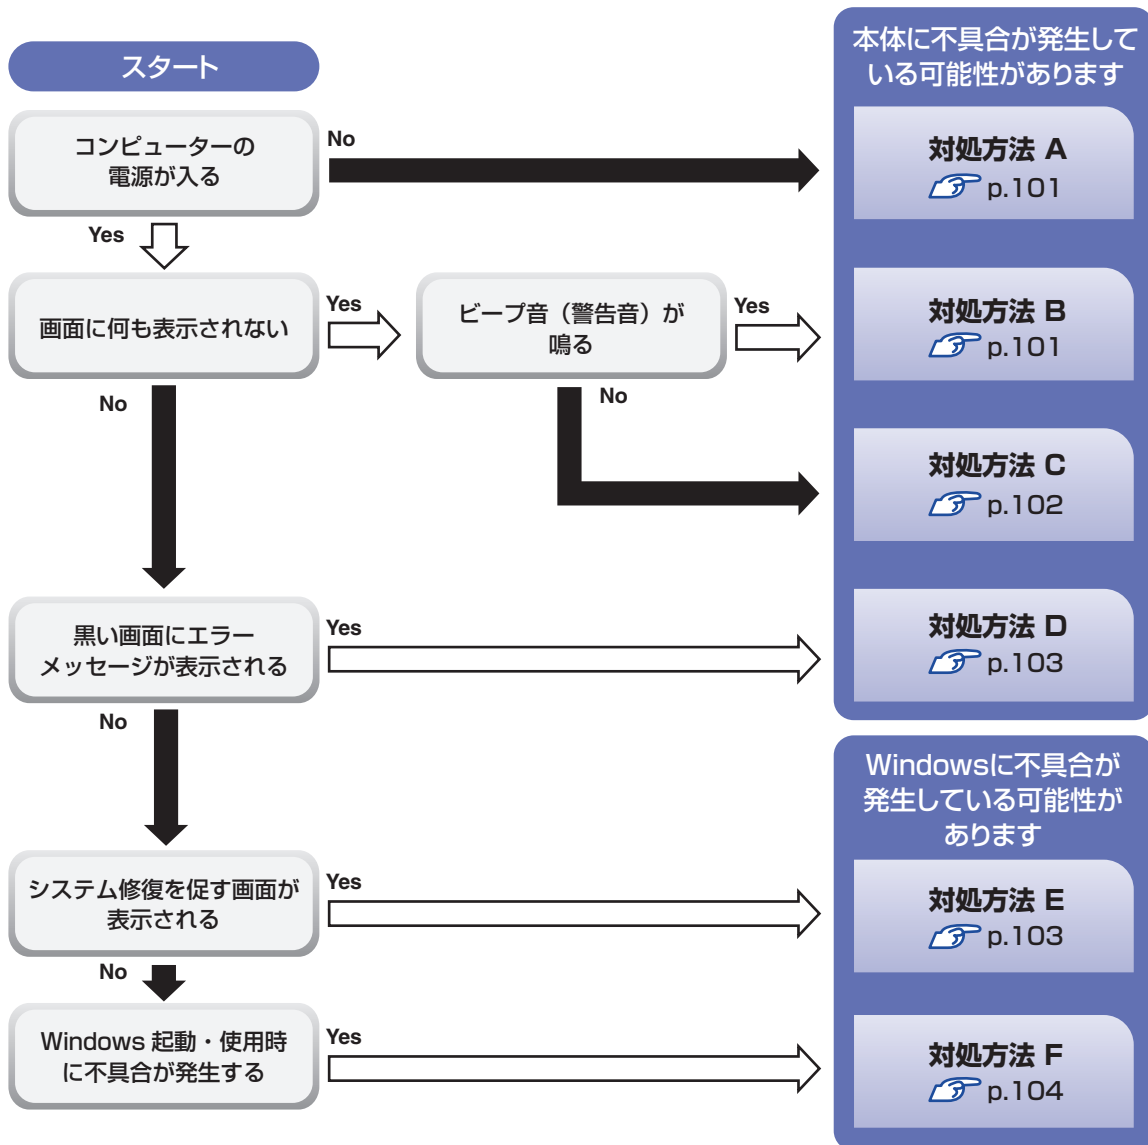 スタート
コンピューターの
電源が入る
No
Yes
画面に何も表示されない
Yes
ビープ音（警告音）が
鳴る
Yes
No
No
黒い画面にエラー
メッセージが表示される
Yes
No
システム修復を促す画面が
表示される
Yes
No
Windows 起動・使用時
に不具合が発生する
Yes
本体に不具合が発生して
いる可能性があります
対処方法 A
p.101
対処方法 B
p.101
対処方法 C
p.102
対処方法 D
p.103
Windowsに不具合が
発生している可能性が
あります
対処方法 E
p.103
対処方法 F
p.104